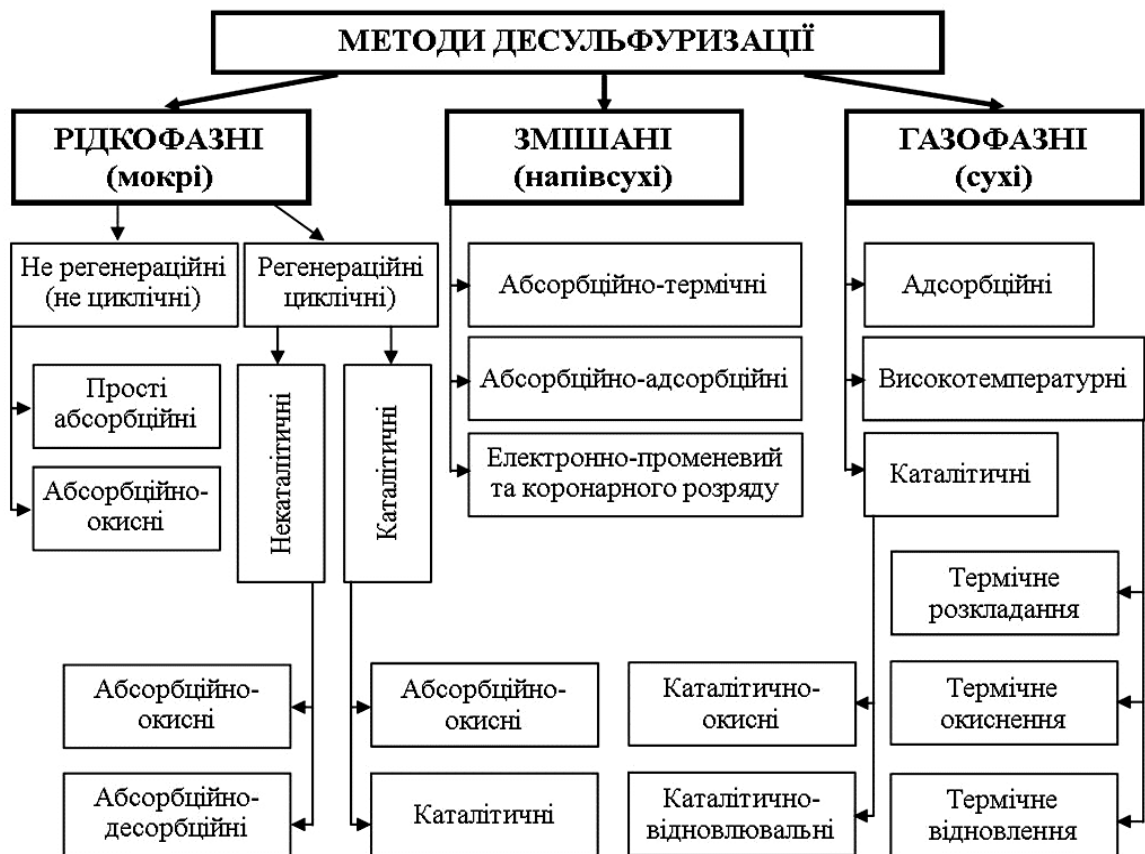 МЕТОДИ ДЕСУЛЬФУРИЗАЦІЇ
РІДКОФАЗНІ
(мокрі)
ЗМІШАНІ
(напівсухі)
ГАЗОФАЗНІ
(сухі)
Не регенераційні
(не циклічні)
Регенераційні
циклічні)
Абсорбційно-термічні
Адсорбційні
Прості
абсорбційні
Некаталітичні
Каталітичні
Абсорбційно-адсорбційні
Високотемпературні
Абсорбційно-
окисні
Електронно-променевий
та коронарного розряду
Каталітичні
Термічне
розкладання
Абсорбційно-
окисні
Абсорбційно-
окисні
Каталітично-
окисні
Термічне
окиснення
Абсорбційно-
десорбційні
Каталітичні
Каталітично-
відновлювальні
Термічне
відновлення